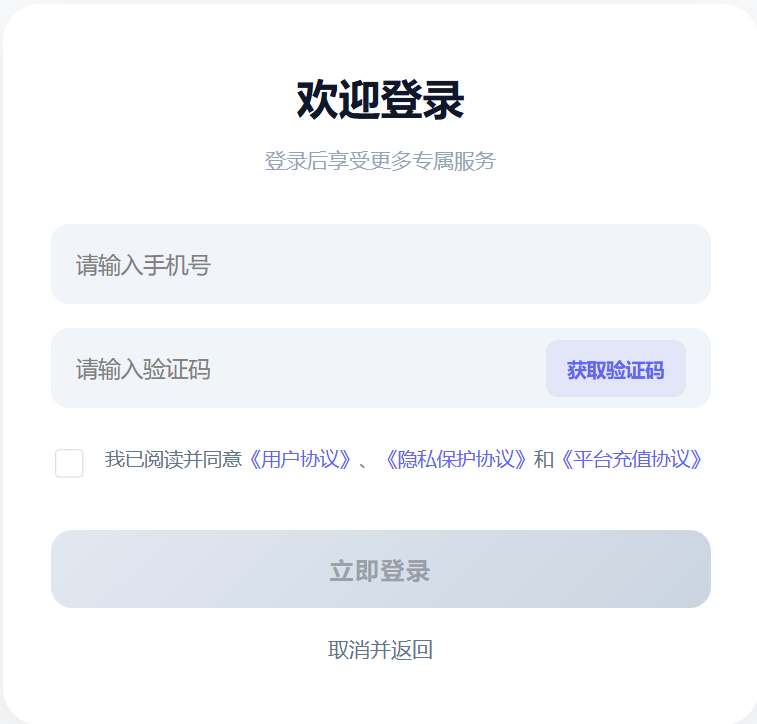 欢迎登录
登录后享受更多专属服务
请输入手机号
请输入验证码 获取验证码
我已阅读并同意《用户协议》、《隐私保护协议》和《平台充值协议》
立即登录
取消并返回